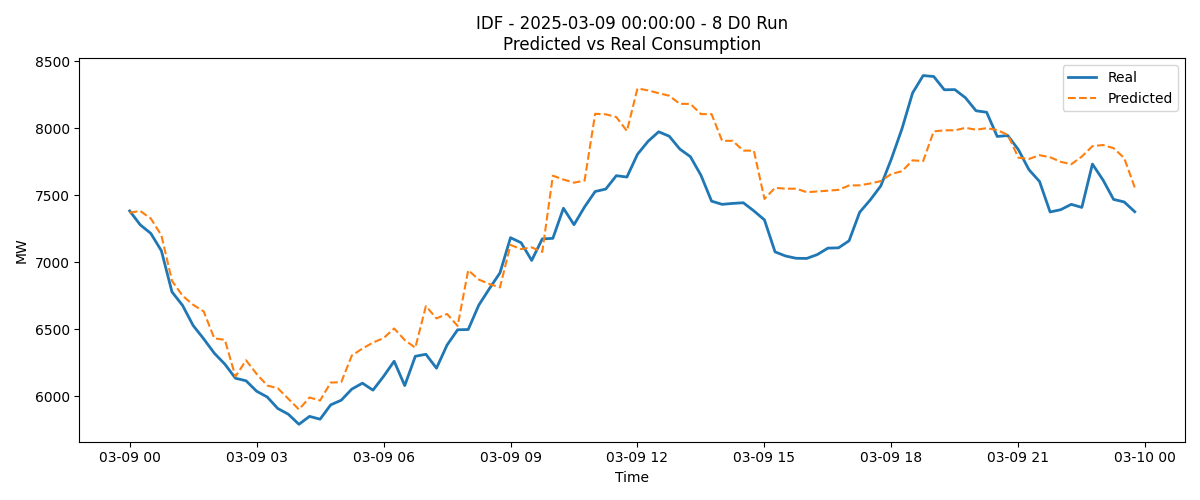 IDF - 2025-03-09 00:00:00 - 8 D0 Run
Predicted vs Real Consumption
Real
Predicted
8500
8000
7500
7000
6500
6000
MW
03-09 00
03-09 03
03-09 06
03-09 09
03-09 12
03-09 15
03-09 18
03-09 21
03-10 00
Time